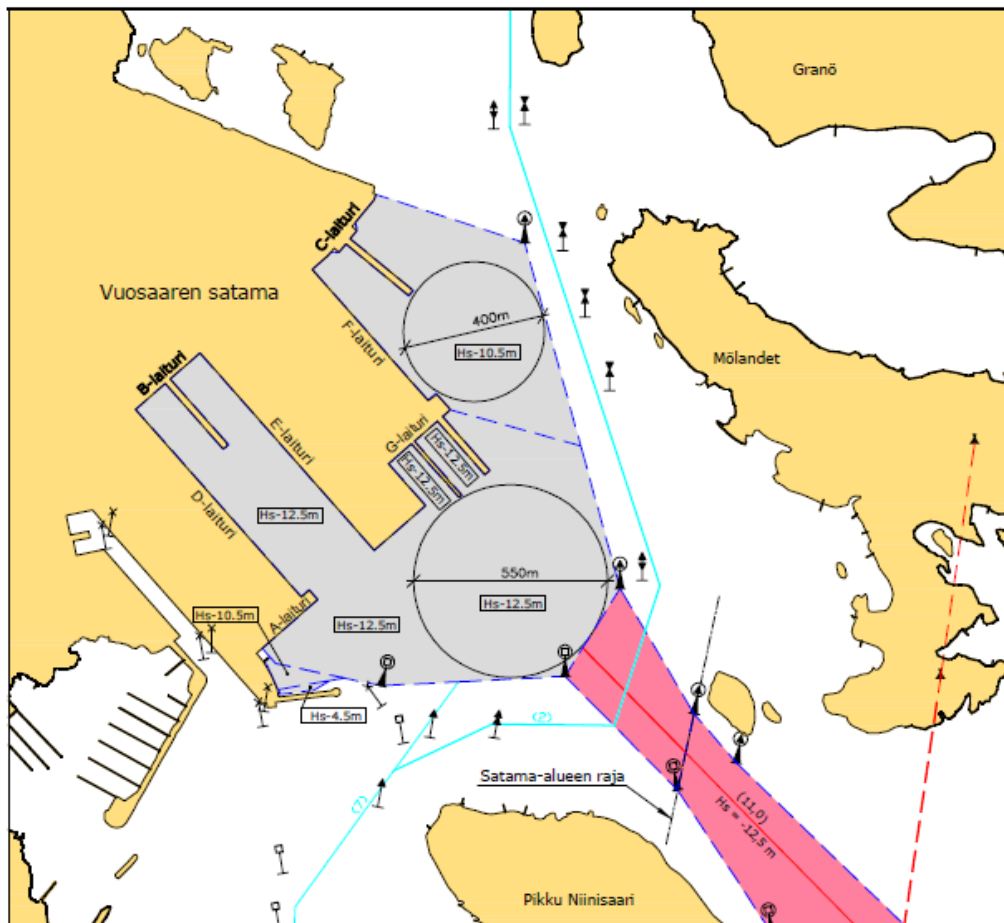 Granö
C-laituri
Vuosaaren satama
400m
Hs-10.5m
F-laituri
Mölandet
B-laituri
E-laituri
G-laituri
Hs-12.5m
Hs-12.5m
D-laituri
Hs-12.5m
550m
Hs-12.5m
Hs-10.5m
A-laituri
Hs-12.5m
Hs-4.5m
(2)
Satama-alueen raja
(11,0)
Hs = -12,5 m
Pikku Niinisaari